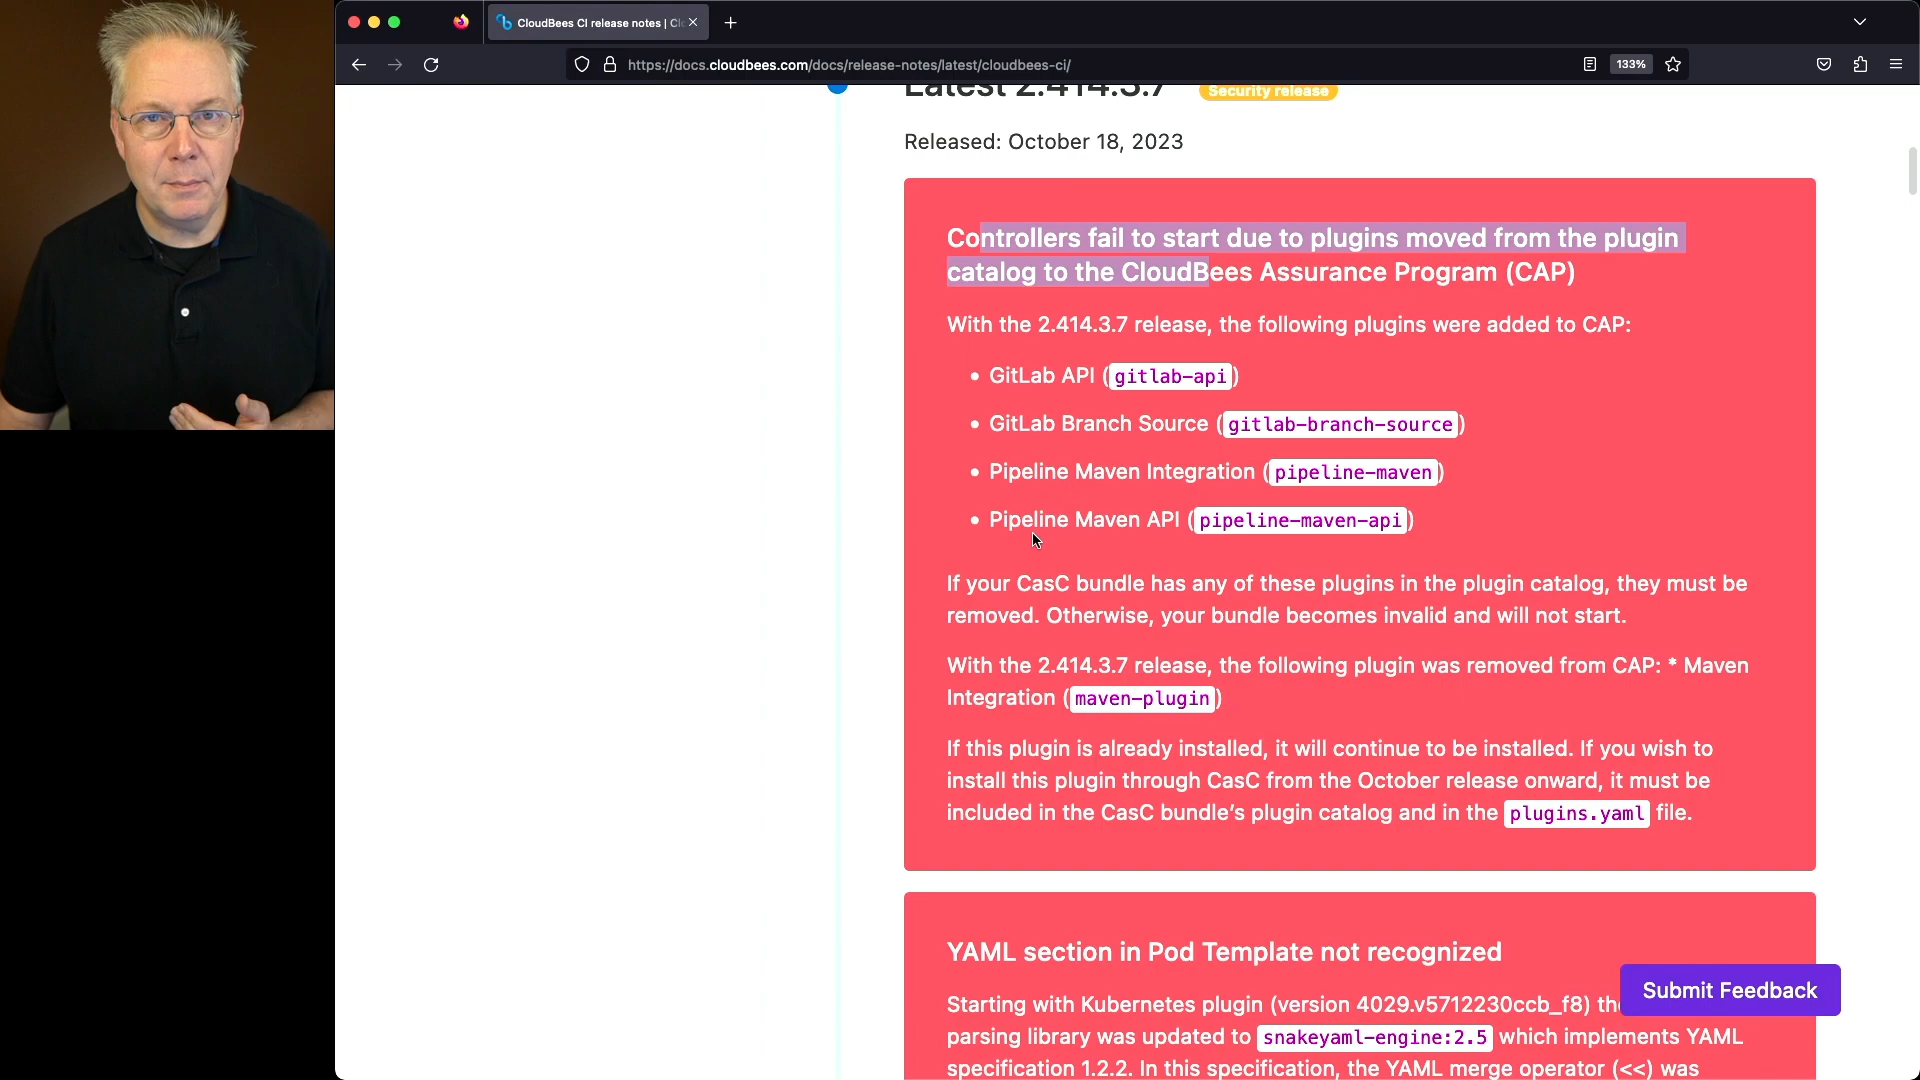 CloudBees CI release notes | Cl
https://docs.cloudbees.com/docs/release-notes/latest/cloudbees-ci/
133%
Latest 2.414.3.7 Security release
Released: October 18, 2023
Controllers fail to start due to plugins moved from the plugin
catalog to the CloudBees Assurance Program (CAP)
With the 2.414.3.7 release, the following plugins were added to CAP:
• GitLab API (gitlab-api)
• GitLab Branch Source (gitlab-branch-source)
• Pipeline Maven Integration (pipeline-maven)
• Pipeline Maven API (pipeline-maven-api)
If your CasC bundle has any of these plugins in the plugin catalog, they must be
removed. Otherwise, your bundle becomes invalid and will not start.
With the 2.414.3.7 release, the following plugin was removed from CAP: * Maven
Integration (maven-plugin)
If this plugin is already installed, it will continue to be installed. If you wish to
install this plugin through CasC from the October release onward, it must be
included in the CasC bundle’s plugin catalog and in the plugins.yaml file.
YAML section in Pod Template not recognized
Submit Feedback
Starting with Kubernetes plugin (version 4029.v5712230ccb_f8) the
parsing library was updated to snakeyaml-engine:2.5 which implements YAML
specification 1.2.2. In this specification, the YAML merge operator (<<) was